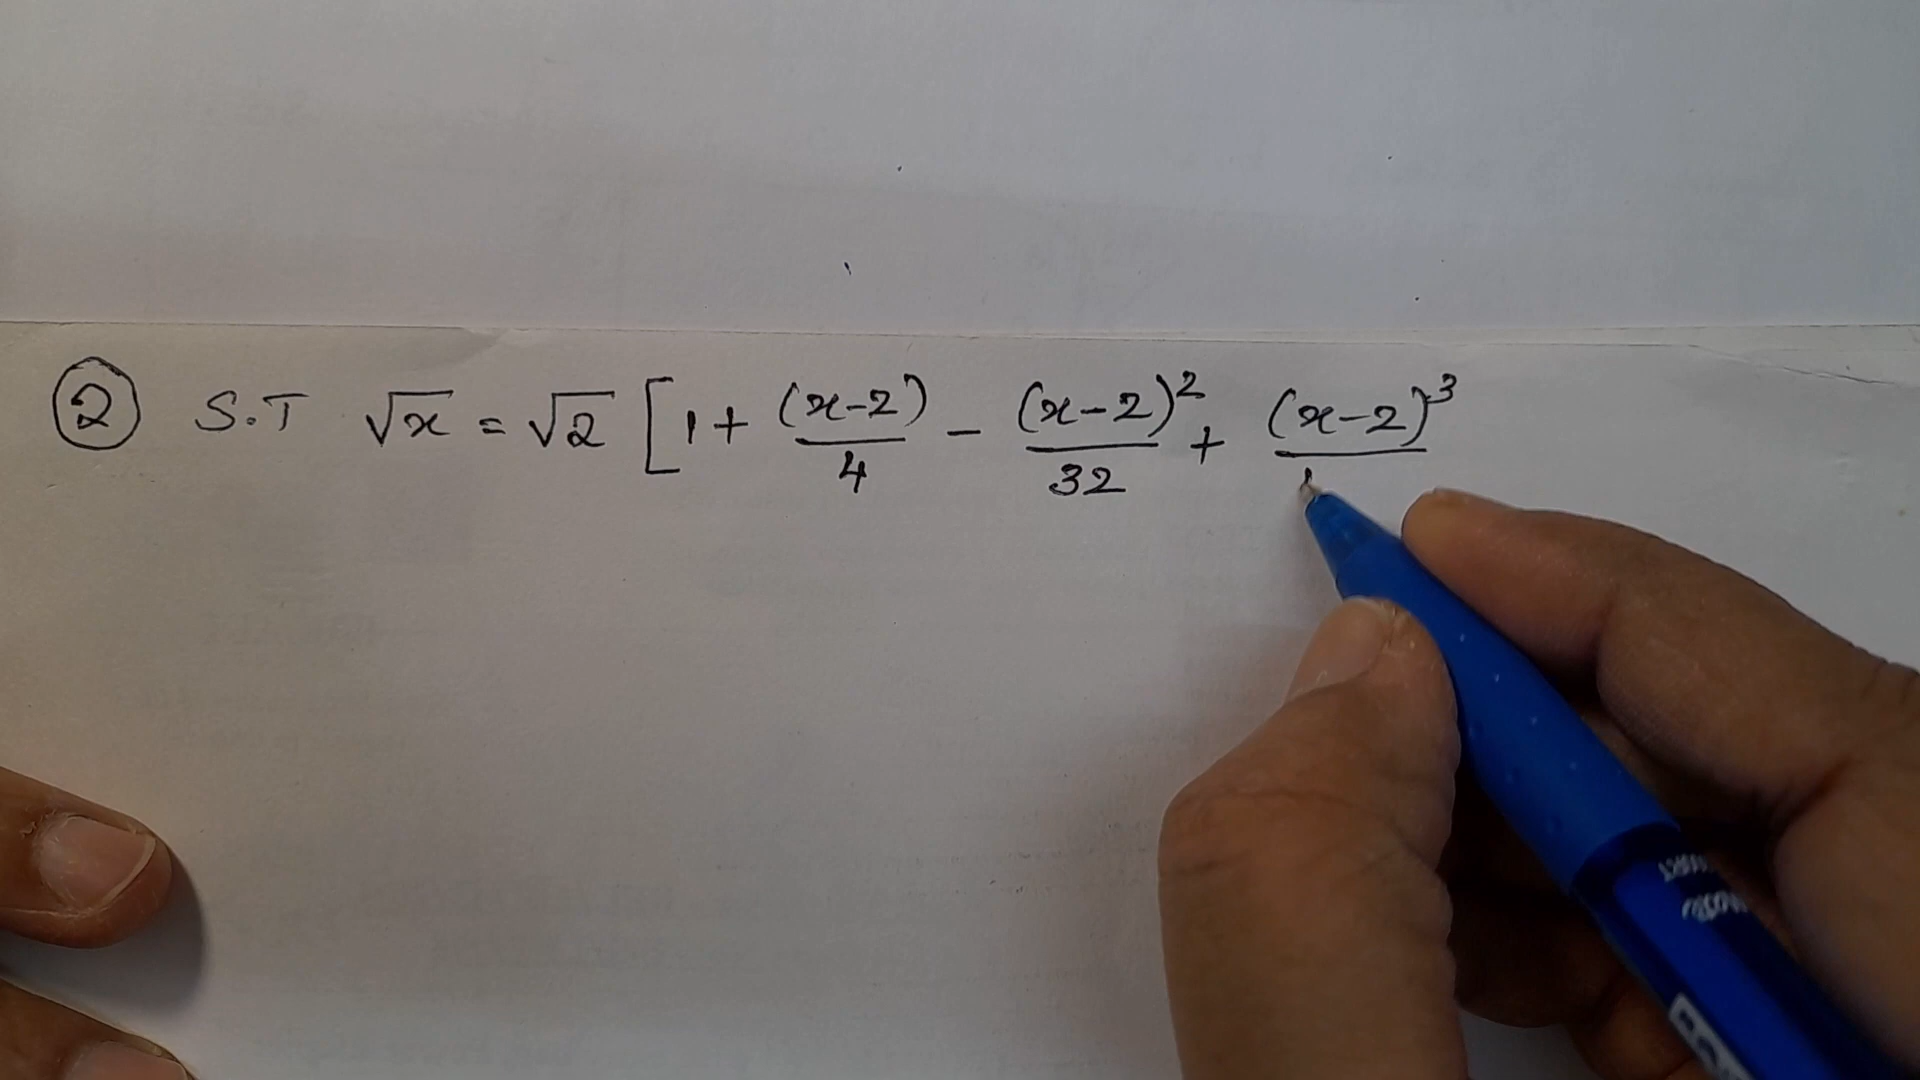 ② S.T √x = √2 [1 + (x-2)/4 - (x-2)²/32 + (x-2)³/